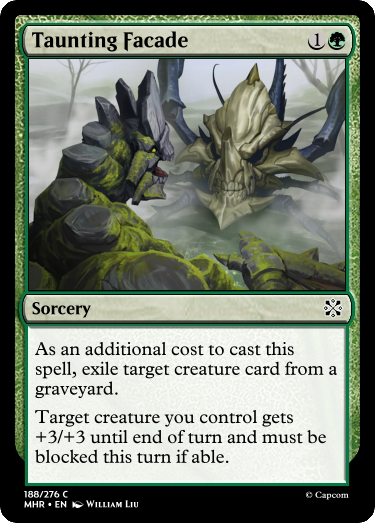 Taunting Facade 1
Sorcery
As an additional cost to cast this
spell, exile target creature card from a
graveyard.
Target creature you control gets
+3/+3 until end of turn and must be
blocked this turn if able.
188/276 C
MHR • EN William Liu
© Capcom